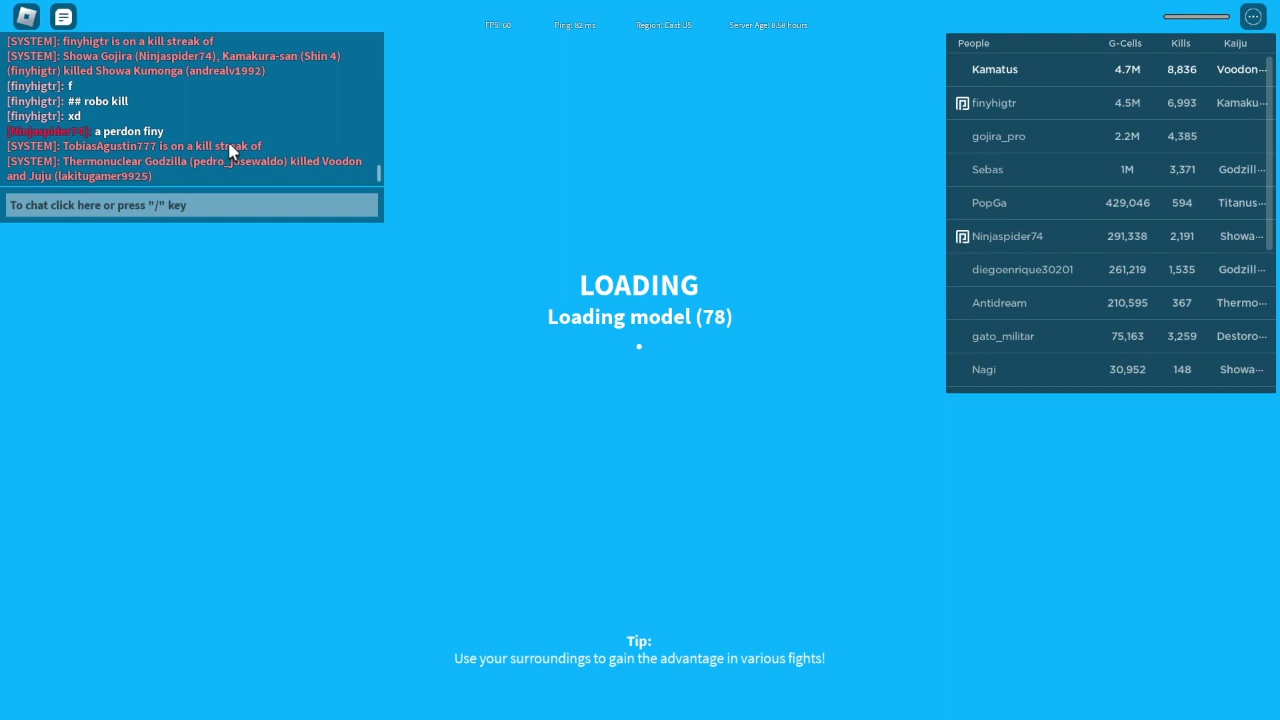 FPS: 60 Ping: 82 ms Region: East US Server Age: 8.58 hours
[SYSTEM]: finyhigtr is on a kill streak of
[SYSTEM]: Showa Gojira (Ninjaspider74), Kamakura-san (Shin 4)
(finyhigtr) killed Showa Kumonga (andrealv1992)
[finyhigtr]: f
[finyhigtr]: ## robo kill
[finyhigtr]: xd
[Ninjaspider74]: a perdon finy
[SYSTEM]: TobiasAgustin777 is on a kill streak of
[SYSTEM]: Thermonuclear Godzilla (pedro_josewaldo) killed Voodon
and Juju (lakitugamer9925)
To chat click here or press "/" key
People G-Cells Kills Kaiju
Kamatus 4.7M 8,836 Voodon...
finyhigtr 4.5M 6,993 Kamaku...
gojira_pro 2.2M 4,385
Sebas 1M 3,371 Godzill...
PopGa 429,046 594 Titanus...
Ninjaspider74 291,338 2,191 Showa...
diegoenrique30201 261,219 1,535 Godzill...
Antidream 210,595 367 Thermo...
gato_militar 75,163 3,259 Destoro...
Nagi 30,952 148 Showa...
LOADING
Loading model (78)
Tip:
Use your surroundings to gain the advantage in various fights!